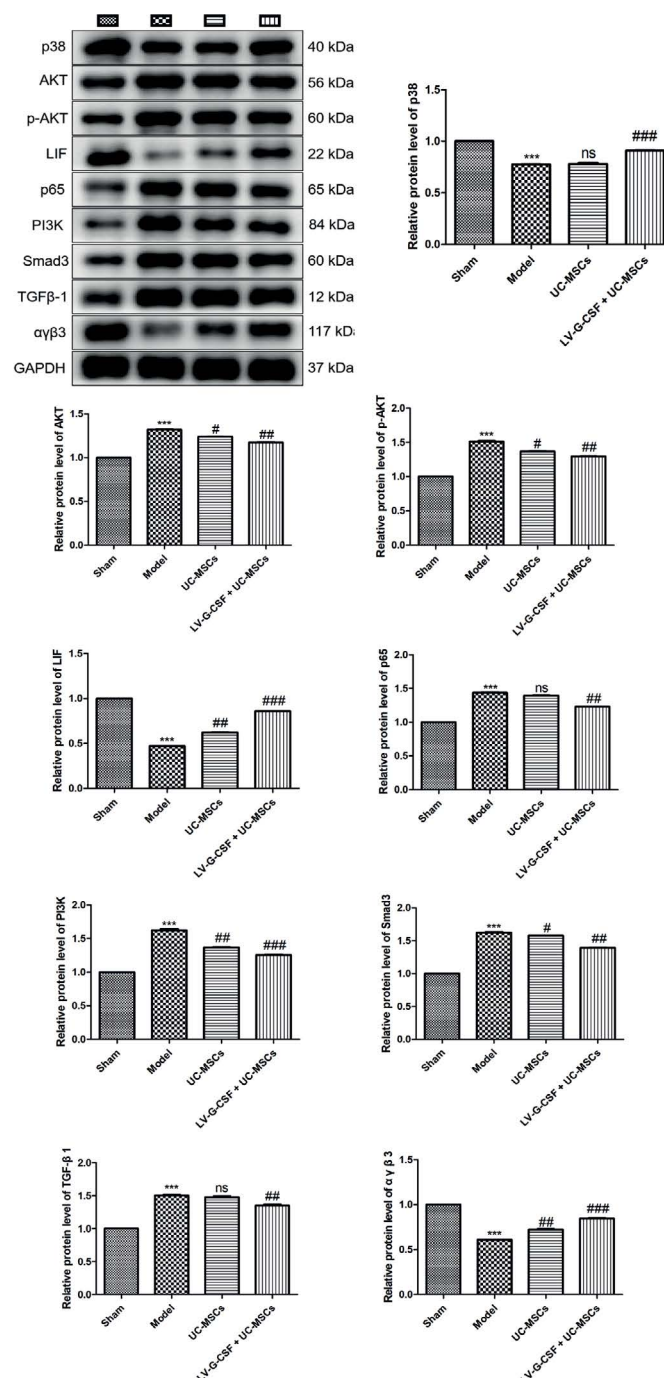 p38 40 kDa
AKT 56 kDa
p-AKT 60 kDa
LIF 22 kDa
p65 65 kDa
PI3K 84 kDa
Smad3 60 kDa
TGFβ-1 12 kDa
αγβ3 117 kDa
GAPDH 37 kDa
Relative protein level of p38
1.5
1.0
0.5
0.0
***
ns
###
Sham
Model
UC-MSCs
LV-G-CSF + UC-MSCs
Relative protein level of AKT
1.5
1.0
0.5
0.0
***
#
##
Sham
Model
UC-MSCs
LV-G-CSF + UC-MSCs
Relative protein level of p-AKT
2.0
1.5
1.0
0.5
0.0
***
#
##
Sham
Model
UC-MSCs
LV-G-CSF + UC-MSCs
Relative protein level of LIF
1.5
1.0
0.5
0.0
***
##
###
Sham
Model
UC-MSCs
LV-G-CSF + UC-MSCs
Relative protein level of p65
2.0
1.5
1.0
0.5
0.0
***
ns
##
Sham
Model
UC-MSCs
LV-G-CSF + UC-MSCs
Relative protein level of PI3K
2.0
1.5
1.0
0.5
0.0
***
##
###
Sham
Model
UC-MSCs
LV-G-CSF + UC-MSCs
Relative protein level of Smad3
2.0
1.5
1.0
0.5
0.0
***
#
##
Sham
Model
UC-MSCs
LV-G-CSF + UC-MSCs
Relative protein level of TGF-β 1
2.0
1.5
1.0
0.5
0.0
***
ns
##
Sham
Model
UC-MSCs
LV-G-CSF + UC-MSCs
Relative protein level of α γ β 3
1.5
1.0
0.5
0.0
***
##
###
Sham
Model
UC-MSCs
LV-G-CSF + UC-MSCs